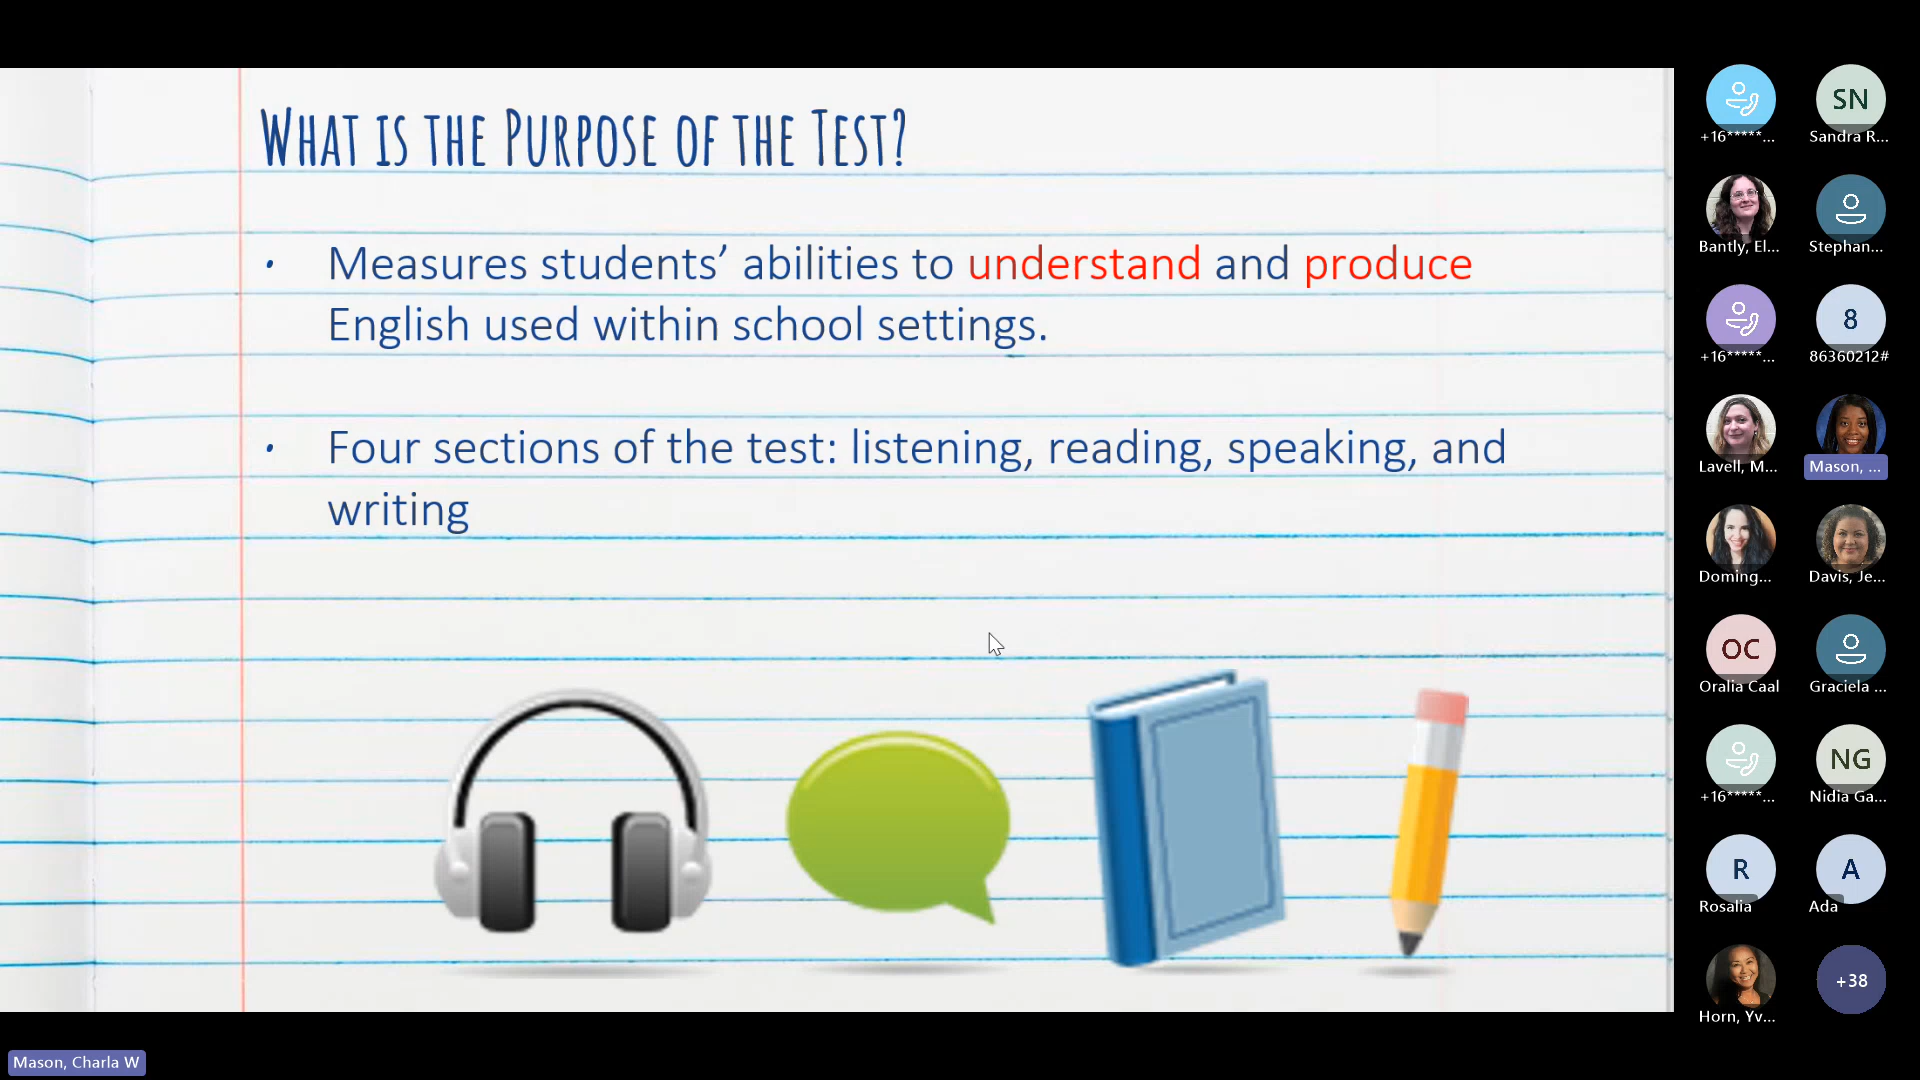 What is the Purpose of the Test?
• Measures students’ abilities to understand and produce
English used within school settings.
• Four sections of the test: listening, reading, speaking, and
writing
+16*****...
SN
Sandra R...
Bantly, El...
Stephan...
+16*****...
8
86360212#
Lavell, M...
Mason, ...
Doming...
Davis, Je...
OC
Oralia Caal
Graciela ...
+16*****...
NG
Nidia Ga...
R
Rosalia
A
Ada
Horn, Yv...
+38
Mason, Charla W